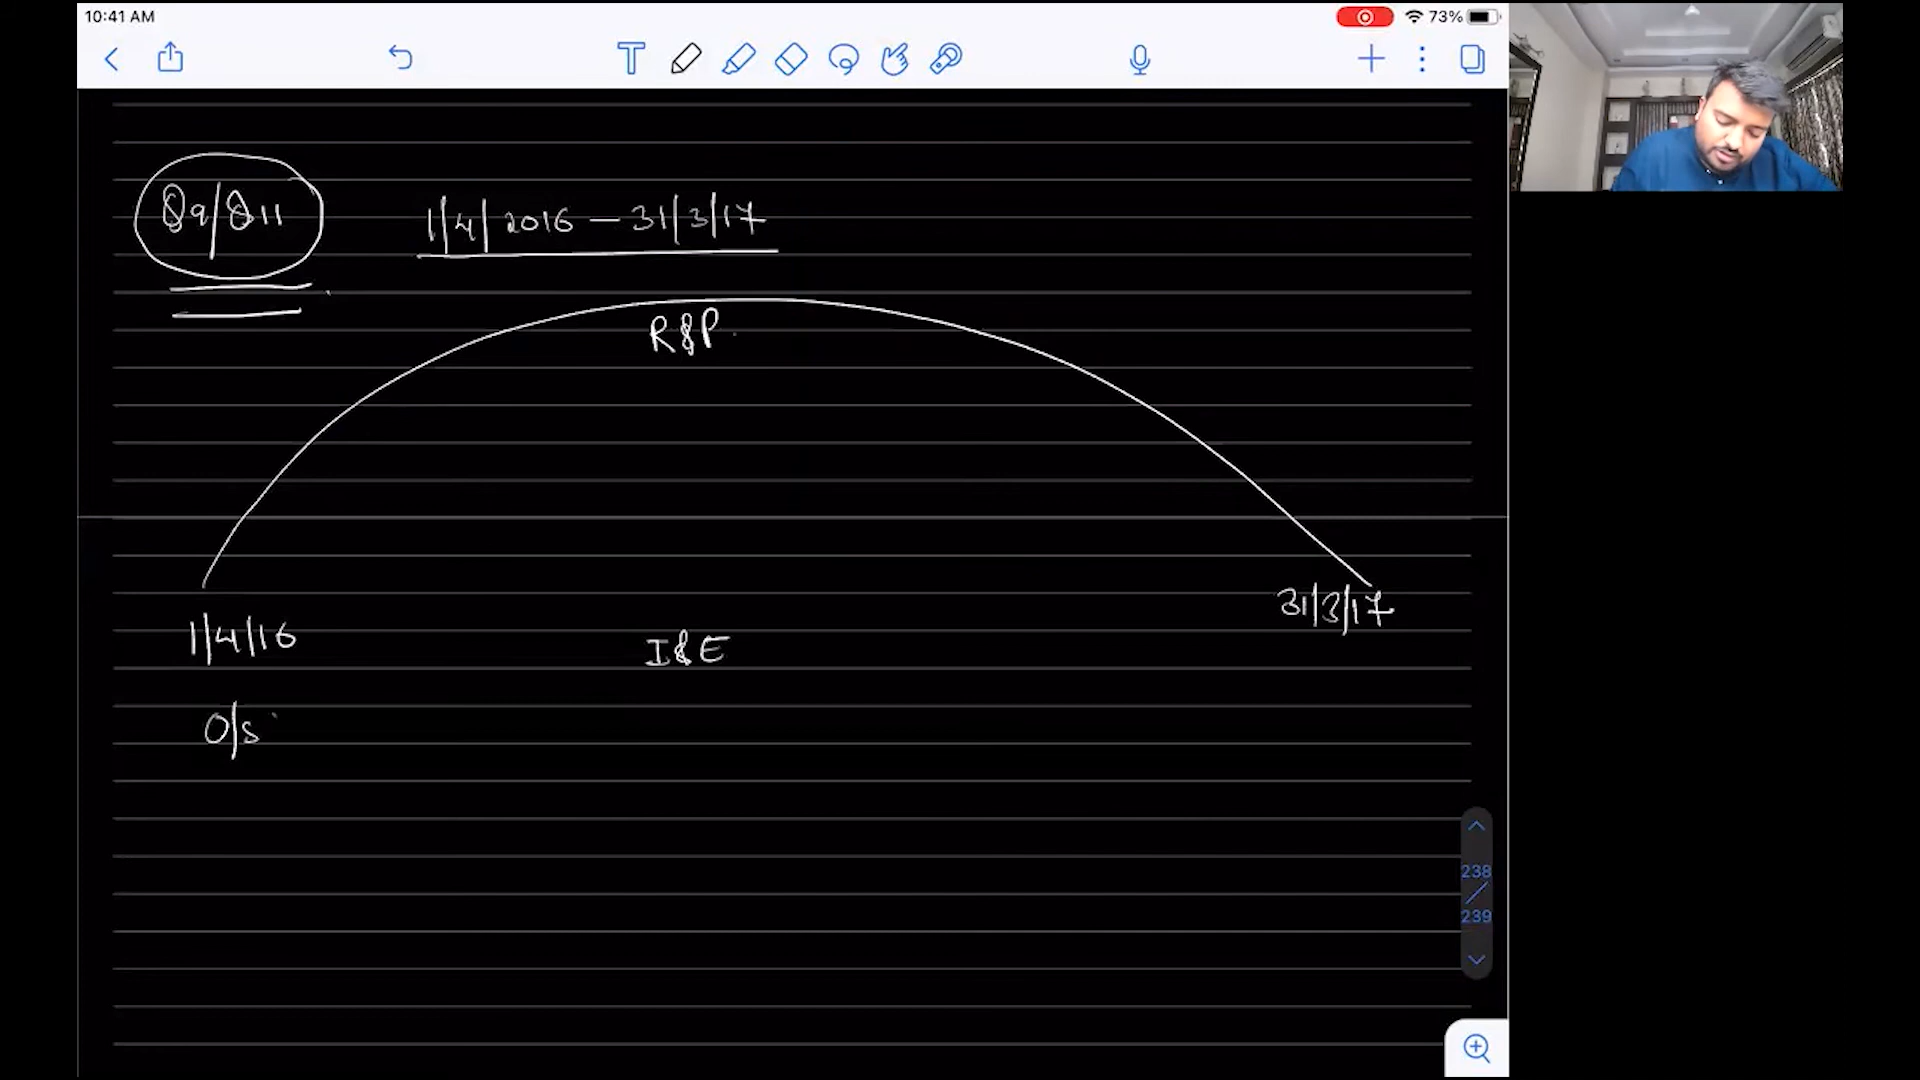 10:41 AM
73%
T
Q9/Q11
1/4/2016 — 31/3/17
R&P.
31/3/17
1/4/16
I&E
O/s
238
/
239